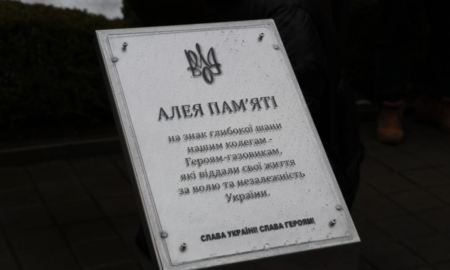 АЛЕЯ ПАМ'ЯТІ
на знак глибокої шани
нашим колегам -
Героям-газовикам,
які віддали свої життя
за волю та незалежність
України.
СЛАВА УКРАЇНІ! СЛАВА ГЕРОЯМ!